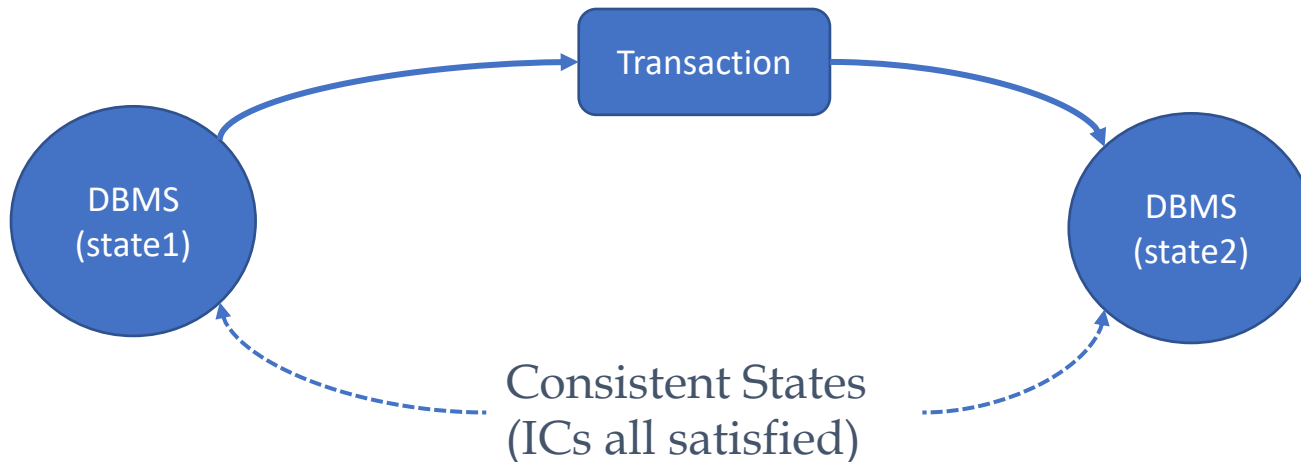 Transaction
DBMS
(state1)
DBMS
(state2)
Consistent States
(ICs all satisfied)